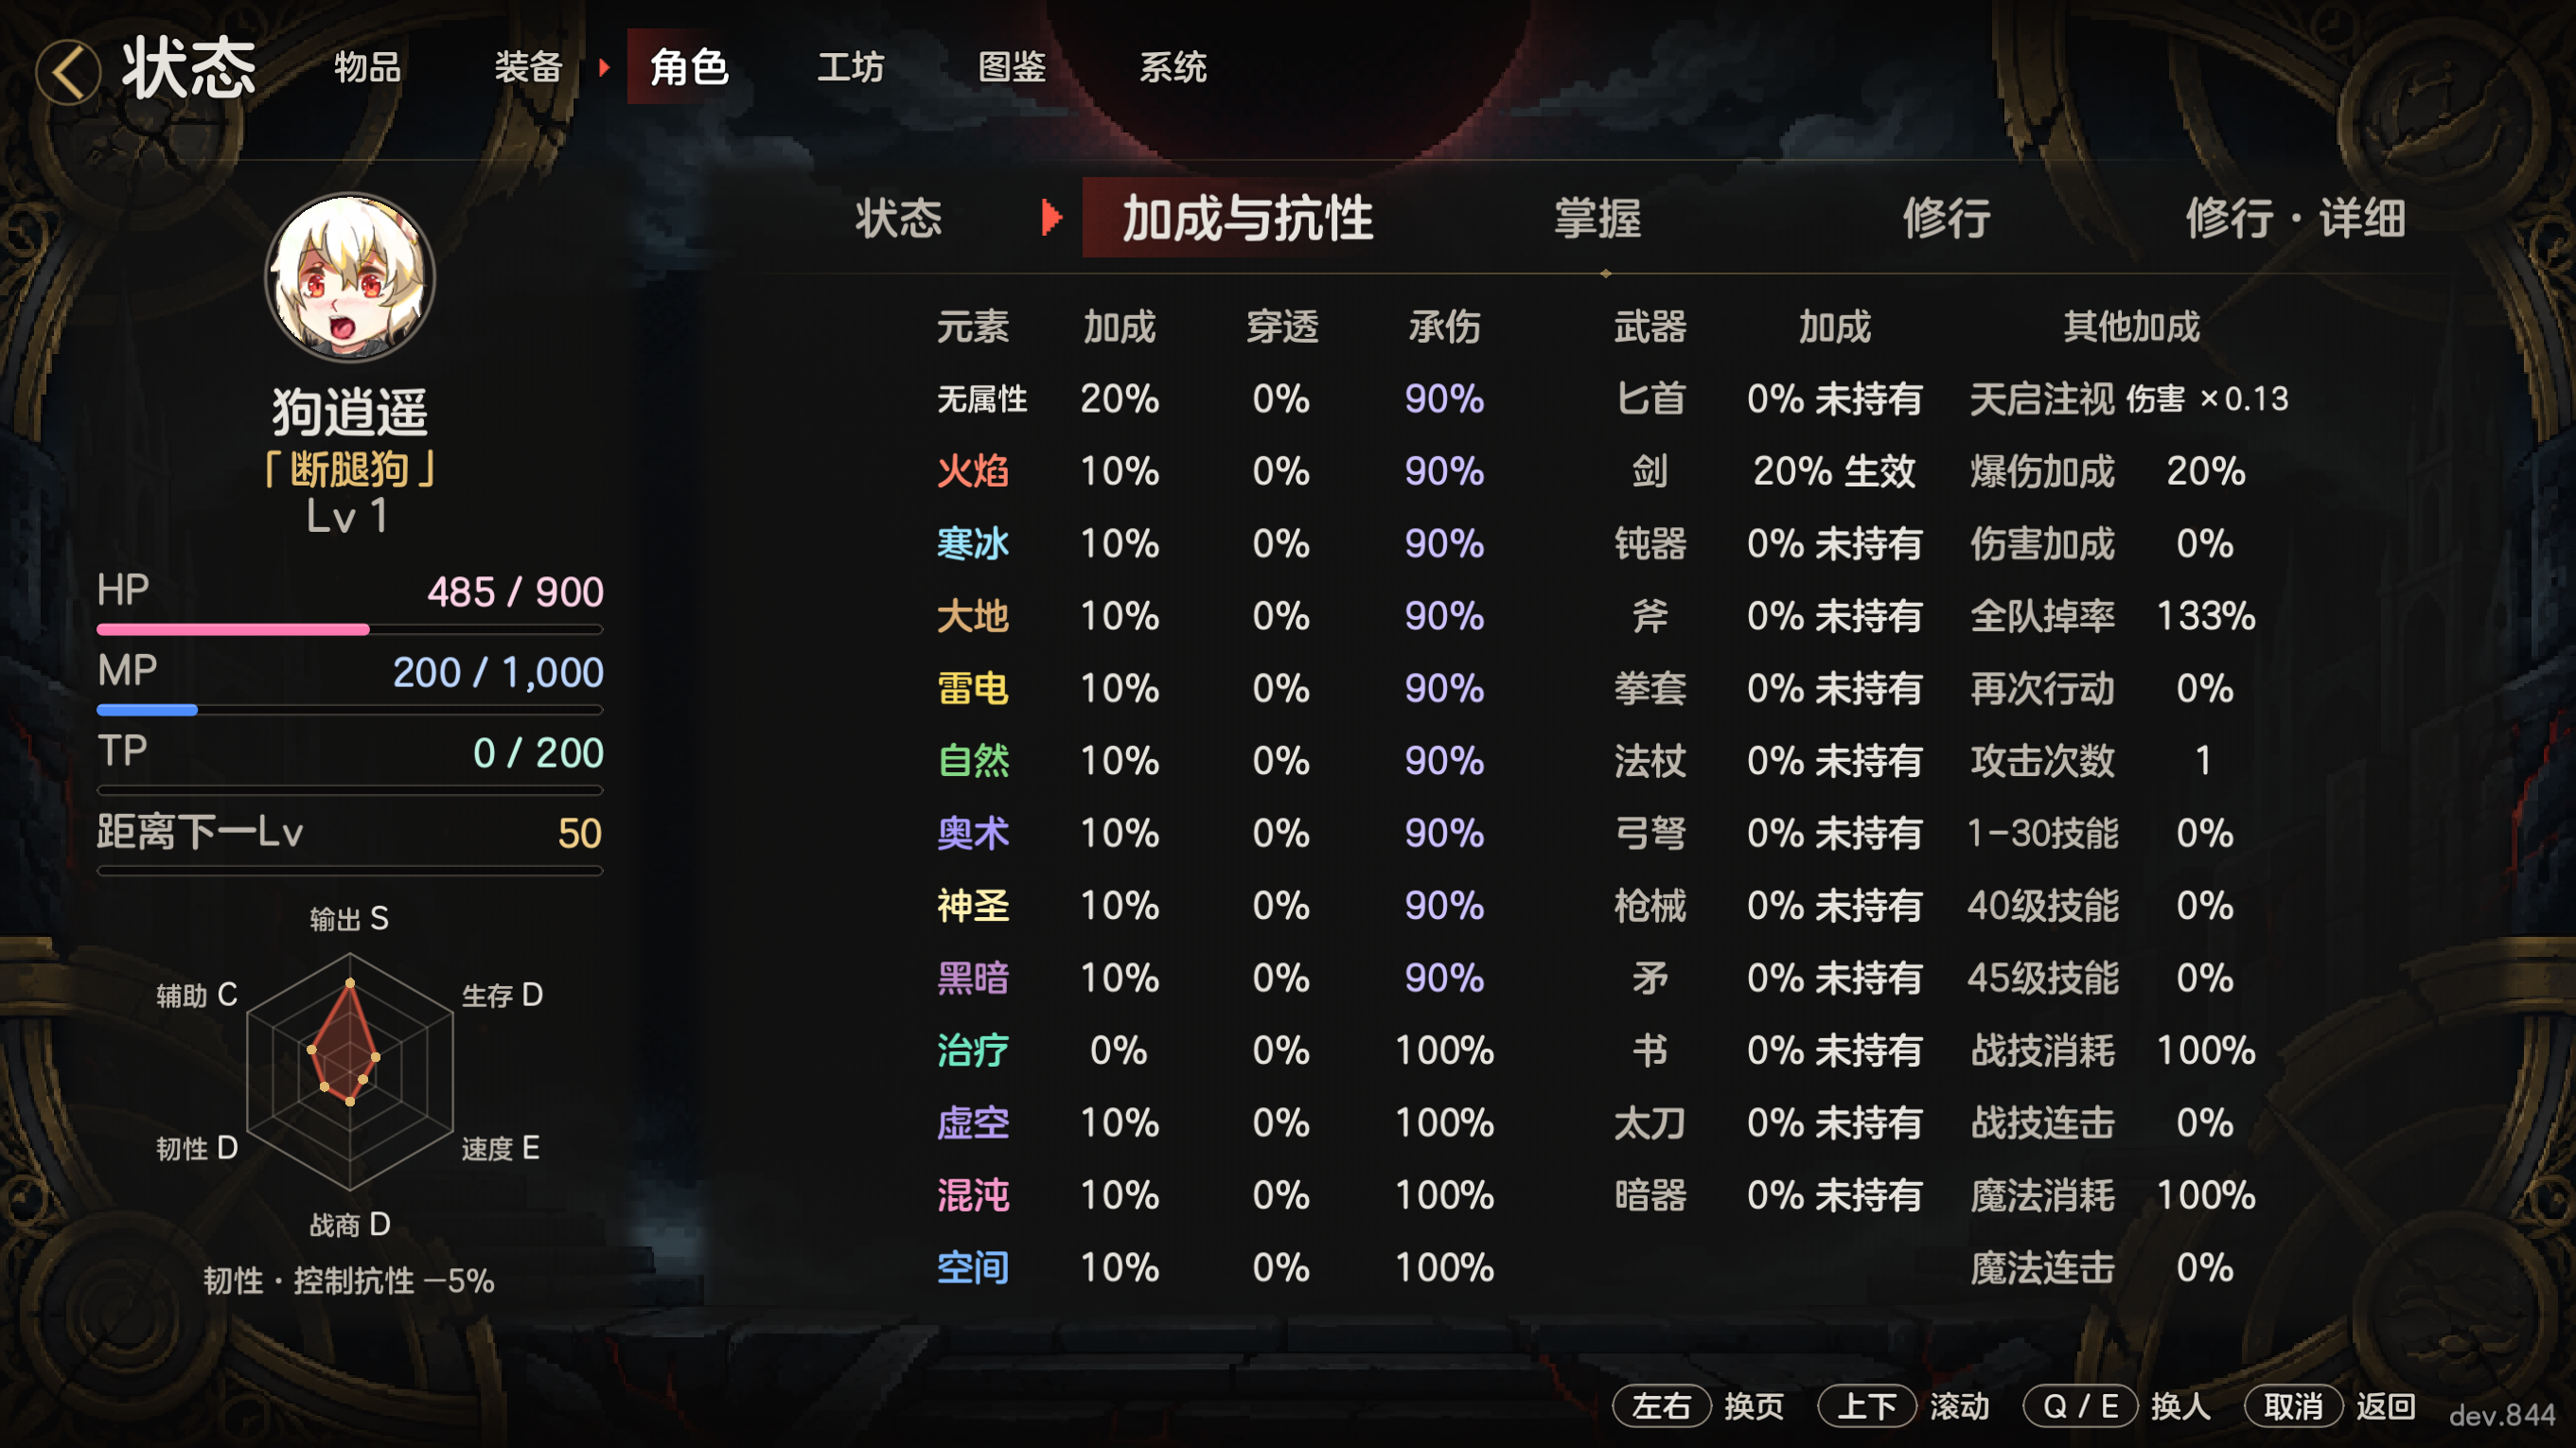 状态 物品 装备 角色 工坊 图鉴 系统
状态 加成与抗性 掌握 修行 修行·详细
狗逍遥
「断腿狗」
Lv 1
HP 485 / 900
MP 200 / 1,000
TP 0 / 200
距离下一Lv 50
输出 S
辅助 C 生存 D
韧性 D 速度 E
战商 D
韧性·控制抗性 −5%
元素 加成 穿透 承伤 武器 加成 其他加成
无属性 20% 0% 90% 匕首 0% 未持有 天启注视 伤害 ×0.13
火焰 10% 0% 90% 剑 20% 生效 爆伤加成 20%
寒冰 10% 0% 90% 钝器 0% 未持有 伤害加成 0%
大地 10% 0% 90% 斧 0% 未持有 全队掉率 133%
雷电 10% 0% 90% 拳套 0% 未持有 再次行动 0%
自然 10% 0% 90% 法杖 0% 未持有 攻击次数 1
奥术 10% 0% 90% 弓弩 0% 未持有 1-30技能 0%
神圣 10% 0% 90% 枪械 0% 未持有 40级技能 0%
黑暗 10% 0% 90% 矛 0% 未持有 45级技能 0%
治疗 0% 0% 100% 书 0% 未持有 战技消耗 100%
虚空 10% 0% 100% 太刀 0% 未持有 战技连击 0%
混沌 10% 0% 100% 暗器 0% 未持有 魔法消耗 100%
空间 10% 0% 100% 魔法连击 0%
左右 换页 上下 滚动 Q / E 换人 取消 返回 dev.844